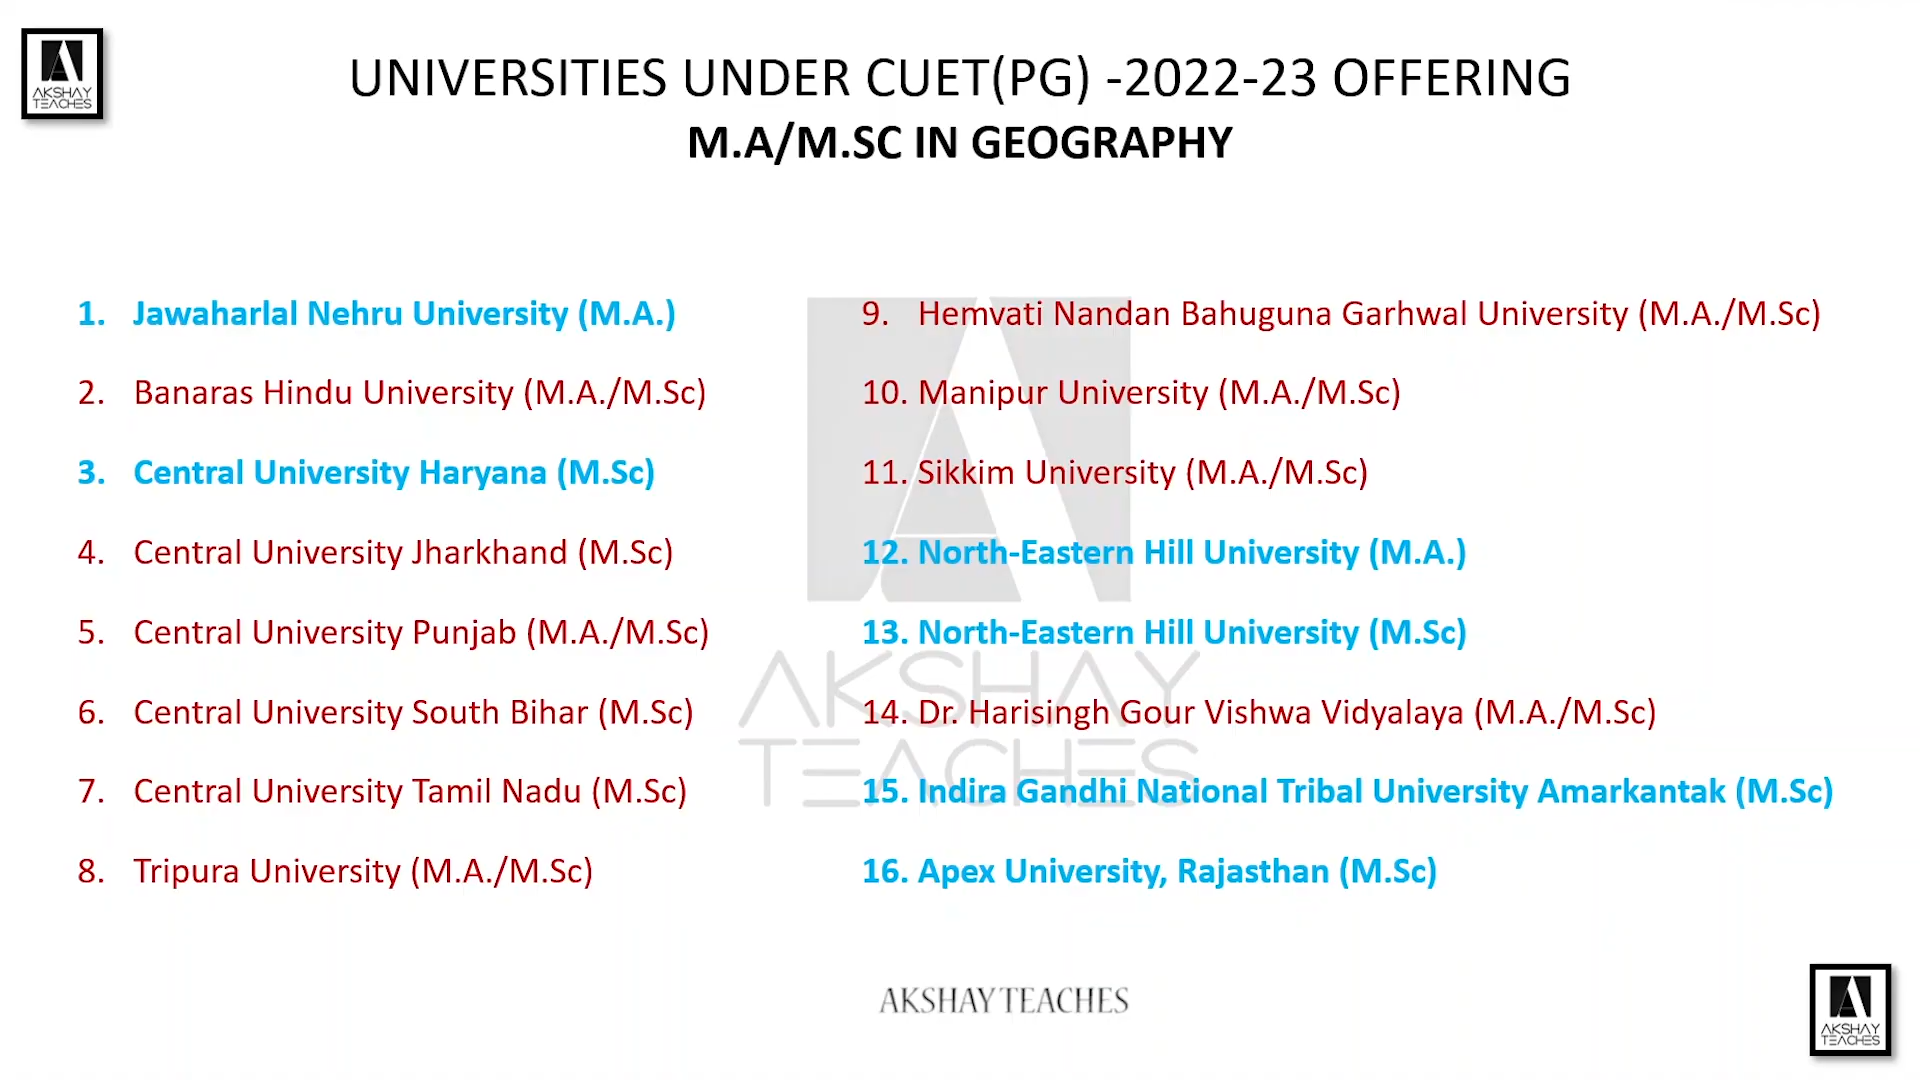 AKSHAY
TEACHES
UNIVERSITIES UNDER CUET(PG) -2022-23 OFFERING
M.A/M.SC IN GEOGRAPHY
1. Jawaharlal Nehru University (M.A.)
2. Banaras Hindu University (M.A./M.Sc)
3. Central University Haryana (M.Sc)
4. Central University Jharkhand (M.Sc)
5. Central University Punjab (M.A./M.Sc)
6. Central University South Bihar (M.Sc)
7. Central University Tamil Nadu (M.Sc)
8. Tripura University (M.A./M.Sc)
9. Hemvati Nandan Bahuguna Garhwal University (M.A./M.Sc)
10. Manipur University (M.A./M.Sc)
11. Sikkim University (M.A./M.Sc)
12. North-Eastern Hill University (M.A.)
13. North-Eastern Hill University (M.Sc)
14. Dr. Harisingh Gour Vishwa Vidyalaya (M.A./M.Sc)
15. Indira Gandhi National Tribal University Amarkantak (M.Sc)
16. Apex University, Rajasthan (M.Sc)
AKSHAY
TEACHES
AKSHAY TEACHES
AKSHAY
TEACHES